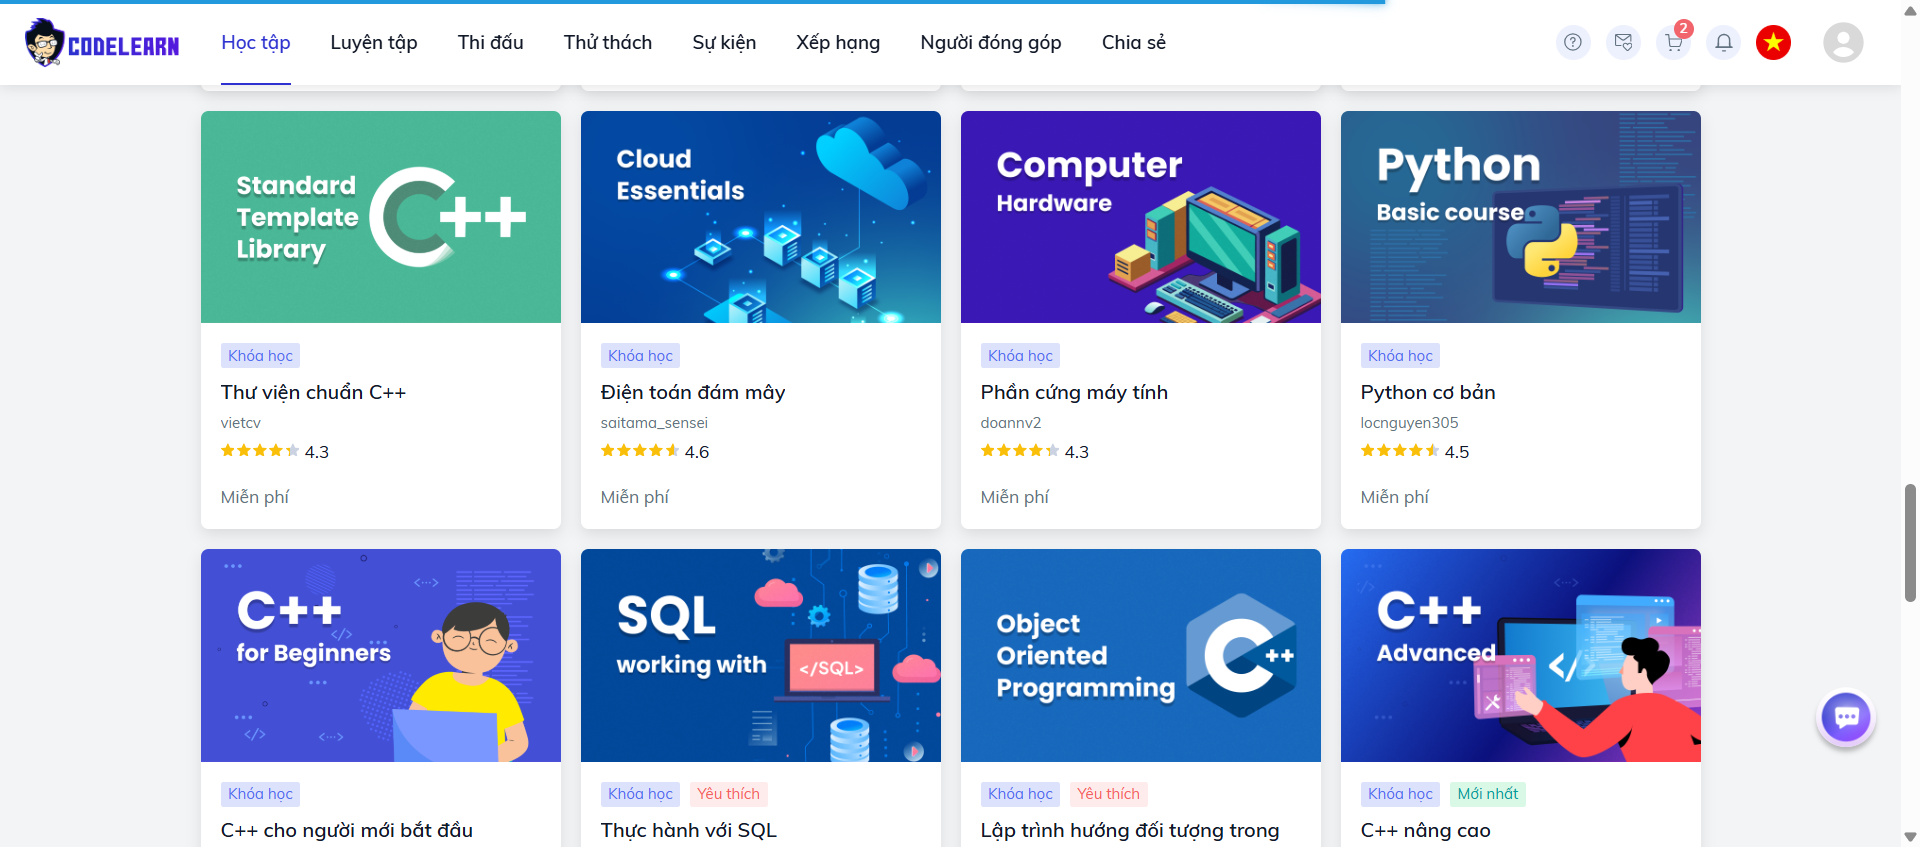 CODELEARN
Học tập
Luyện tập
Thi đấu
Thử thách
Sự kiện
Xếp hạng
Người đóng góp
Chia sẻ
2
Standard
Template
Library
C++
Cloud
Essentials
Computer
Hardware
Python
Basic course
Khóa học
Thư viện chuẩn C++
vietcv
4.3
Miễn phí
Khóa học
Điện toán đám mây
saitama_sensei
4.6
Miễn phí
Khóa học
Phần cứng máy tính
doannv2
4.3
Miễn phí
Khóa học
Python cơ bản
locnguyen305
4.5
Miễn phí
C++
for Beginners
SQL
working with
</SQL>
Object
Oriented
Programming
C++
C++
Advanced
</
Khóa học
C++ cho người mới bắt đầu
Khóa học
Yêu thích
Thực hành với SQL
Khóa học
Yêu thích
Lập trình hướng đối tượng trong
Khóa học
Mới nhất
C++ nâng cao